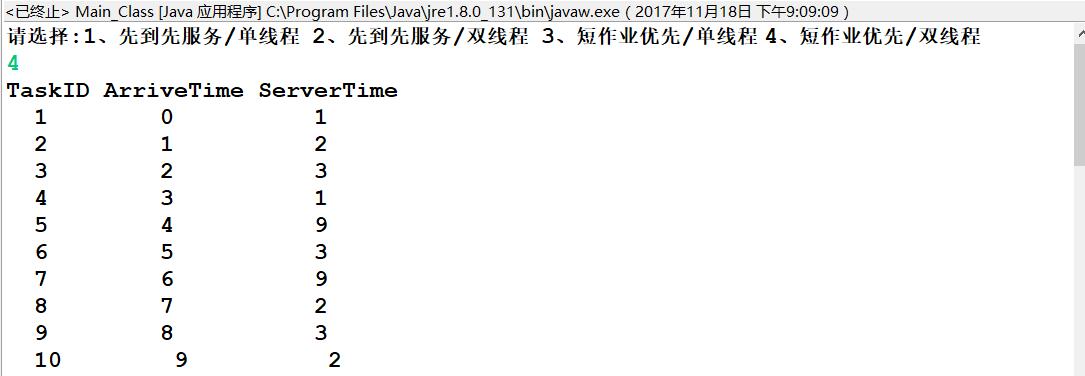 <已终止> Main_Class [Java 应用程序] C:\Program Files\Java\jre1.8.0_131\bin\javaw.exe ( 2017年11月18日 下午9:09:09 )
请选择:1、先到先服务/单线程 2、先到先服务/双线程 3、短作业优先/单线程 4、短作业优先/双线程
4
TaskID ArriveTime ServerTime
1 0 1
2 1 2
3 2 3
4 3 1
5 4 9
6 5 3
7 6 9
8 7 2
9 8 3
10 9 2